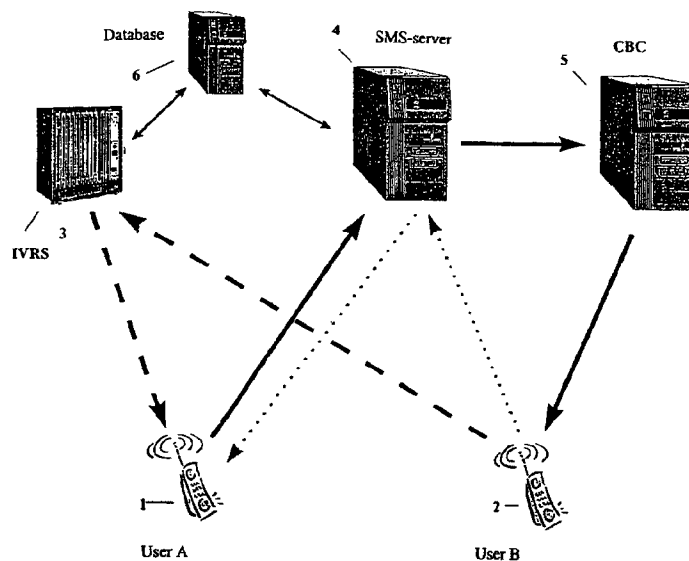 Database
4
SMS-server
CBC
6
5
3
IVRS
1
2
User A
User B